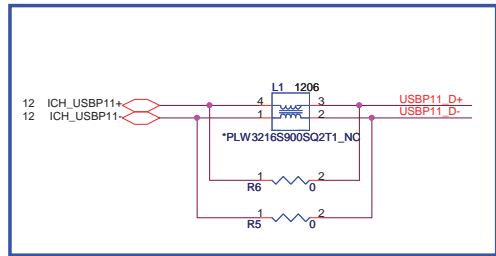 L1 1206
12 ICH_USBP11+ 4 3 USBP11_D+
12 ICH_USBP11- 1 2 USBP11_D-
*PLW3216S900SQ2T1_NC
1 2
R6 0
1 2
R5 0